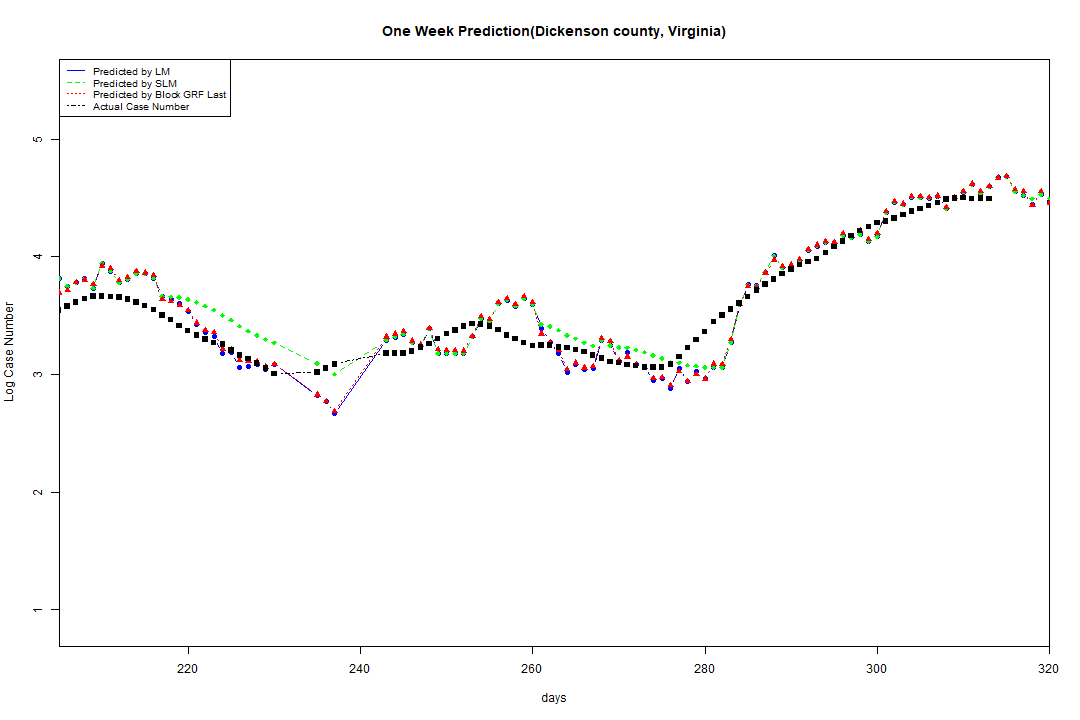 One Week Prediction(Dickenson county, Virginia)
Predicted by LM
Predicted by SLM
Predicted by Block GRF Last
Actual Case Number
Log Case Number
5
4
3
2
1
220 240 260 280 300 320
days